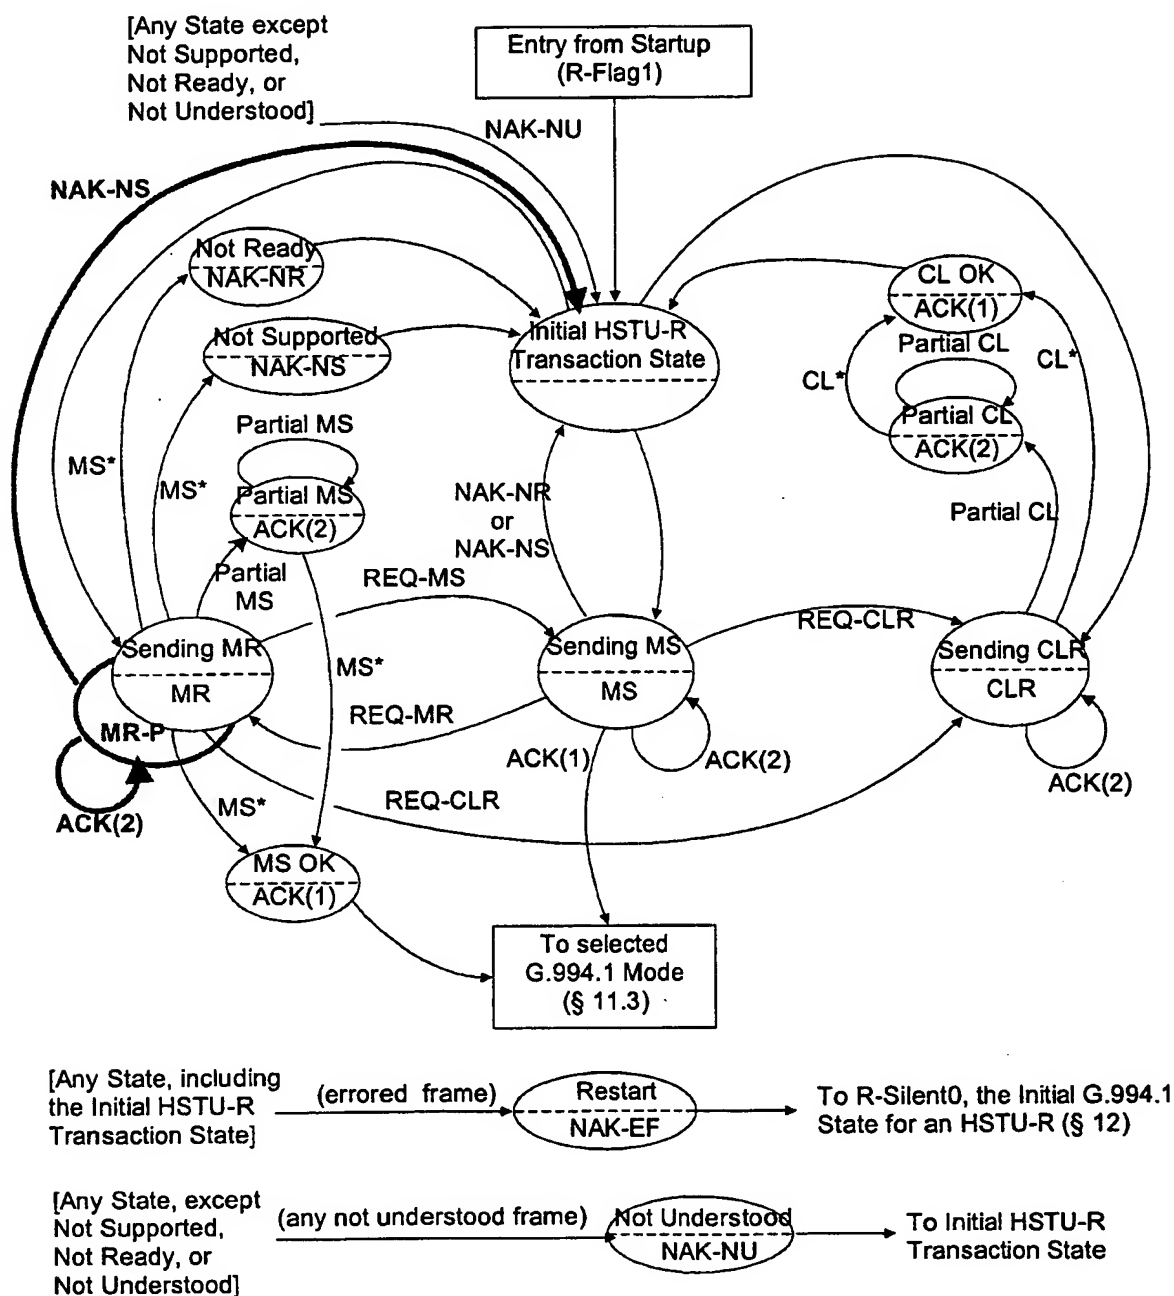 [Any State except
Not Supported,
Not Ready, or
Not Understood]
Entry from Startup
(R-Flag1)
NAK-NU
NAK-NS
Not Ready
NAK-NR
CL OK
ACK(1)
Initial HSTU-R
Transaction State
Not Supported
NAK-NS
Partial CL
CL*
CL*
Partial CL
ACK(2)
Partial MS
MS*
MS*
Partial MS
ACK(2)
NAK-NR
or
NAK-NS
Partial CL
Partial
MS
REQ-MS
REQ-CLR
Sending MR
MR
MS*
Sending MS
MS
Sending CLR
CLR
REQ-MR
MR-P
ACK(1)
ACK(2)
ACK(2)
ACK(2)
MS*
REQ-CLR
MS OK
ACK(1)
To selected
G.994.1 Mode
(§ 11.3)
[Any State, including
the Initial HSTU-R
Transaction State]
(errored frame)
Restart
NAK-EF
To R-Silent0, the Initial G.994.1
State for an HSTU-R (§ 12)
[Any State, except
Not Supported,
Not Ready, or
Not Understood]
(any not understood frame)
Not Understood
NAK-NU
To Initial HSTU-R
Transaction State